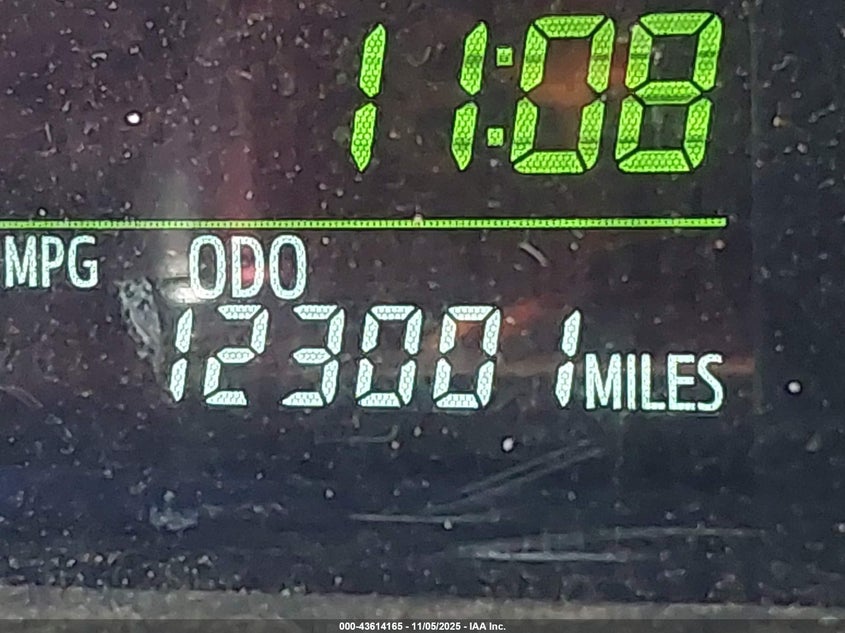 11:08
MPG ODO
123001 MILES
000-43614165 - 11/05/2025 - IAA Inc.